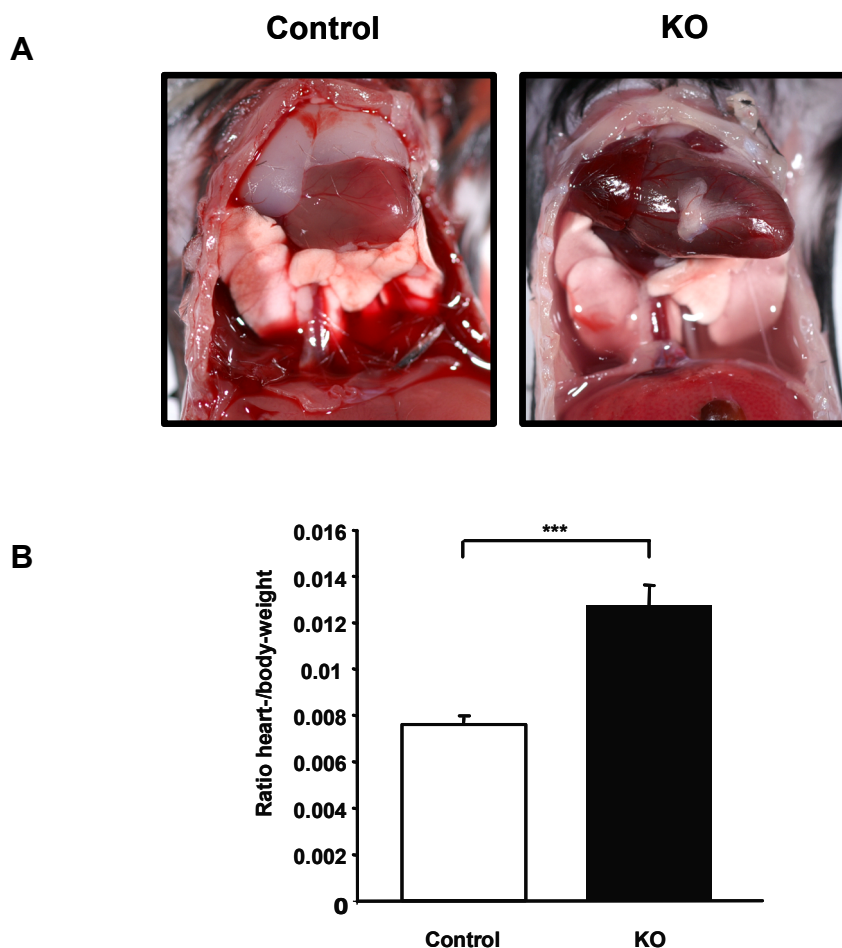 Control KO
A
B
***
0.016
0.014
0.012
0.01
0.008
0.006
0.004
0.002
0
Ratio heart-/body-weight
Control KO